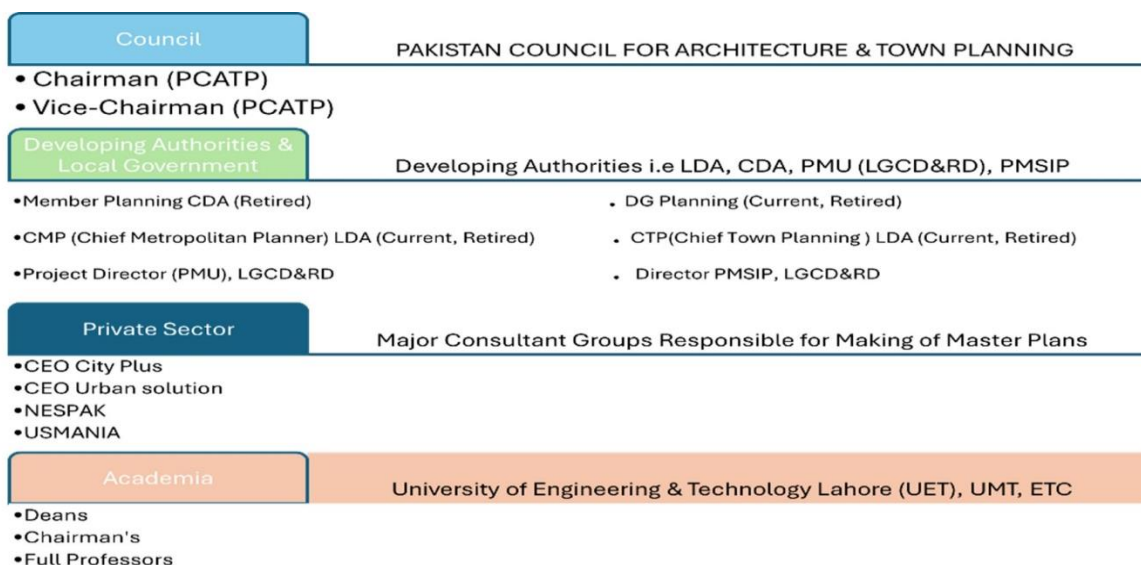 Council
PAKISTAN COUNCIL FOR ARCHITECTURE & TOWN PLANNING
• Chairman (PCATP)
• Vice-Chairman (PCATP)
Developing Authorities &
Local Government
Developing Authorities i.e LDA, CDA, PMU (LGCD&RD), PMSIP
•Member Planning CDA (Retired)
• DG Planning (Current, Retired)
•CMP (Chief Metropolitan Planner) LDA (Current, Retired)
• CTP(Chief Town Planning ) LDA (Current, Retired)
•Project Director (PMU), LGCD&RD
• Director PMSIP, LGCD&RD
Private Sector
Major Consultant Groups Responsible for Making of Master Plans
•CEO City Plus
•CEO Urban solution
•NESPAK
•USMANIA
Academia
University of Engineering & Technology Lahore (UET), UMT, ETC
•Deans
•Chairman's
•Full Professors